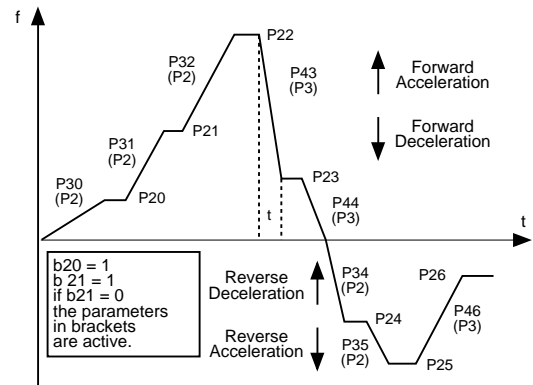 f
P22
P32
(P2)
P43
(P3)
Forward
Acceleration
P31
(P2)
P21
Forward
Deceleration
P30
(P2)
P20
P23
t
P44
(P3)
t
b20 = 1
b 21 = 1
if b21 = 0
the parameters
in brackets
are active.
Reverse
Deceleration
P34
(P2)
P26
P24
P46
(P3)
Reverse
Acceleration
P35
(P2)
P25